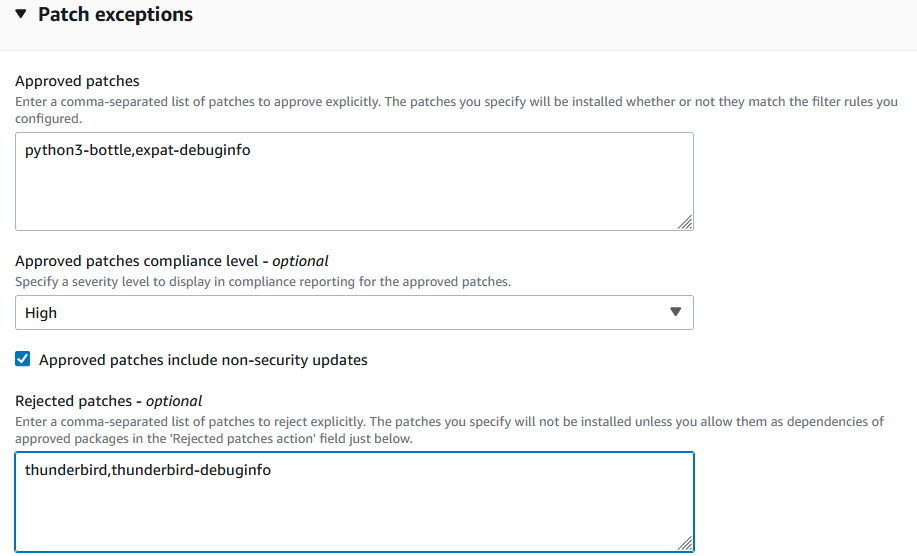 Patch exceptions
Approved patches
Enter a comma-separated list of patches to approve explicitly. The patches you specify will be installed whether or not they match the filter rules you
configured.
python3-bottle,expat-debuginfo
Approved patches compliance level - optional
Specify a severity level to display in compliance reporting for the approved patches.
High
Approved patches include non-security updates
Rejected patches - optional
Enter a comma-separated list of patches to reject explicitly. The patches you specify will not be installed unless you allow them as dependencies of
approved packages in the 'Rejected patches action' field just below.
thunderbird,thunderbird-debuginfo